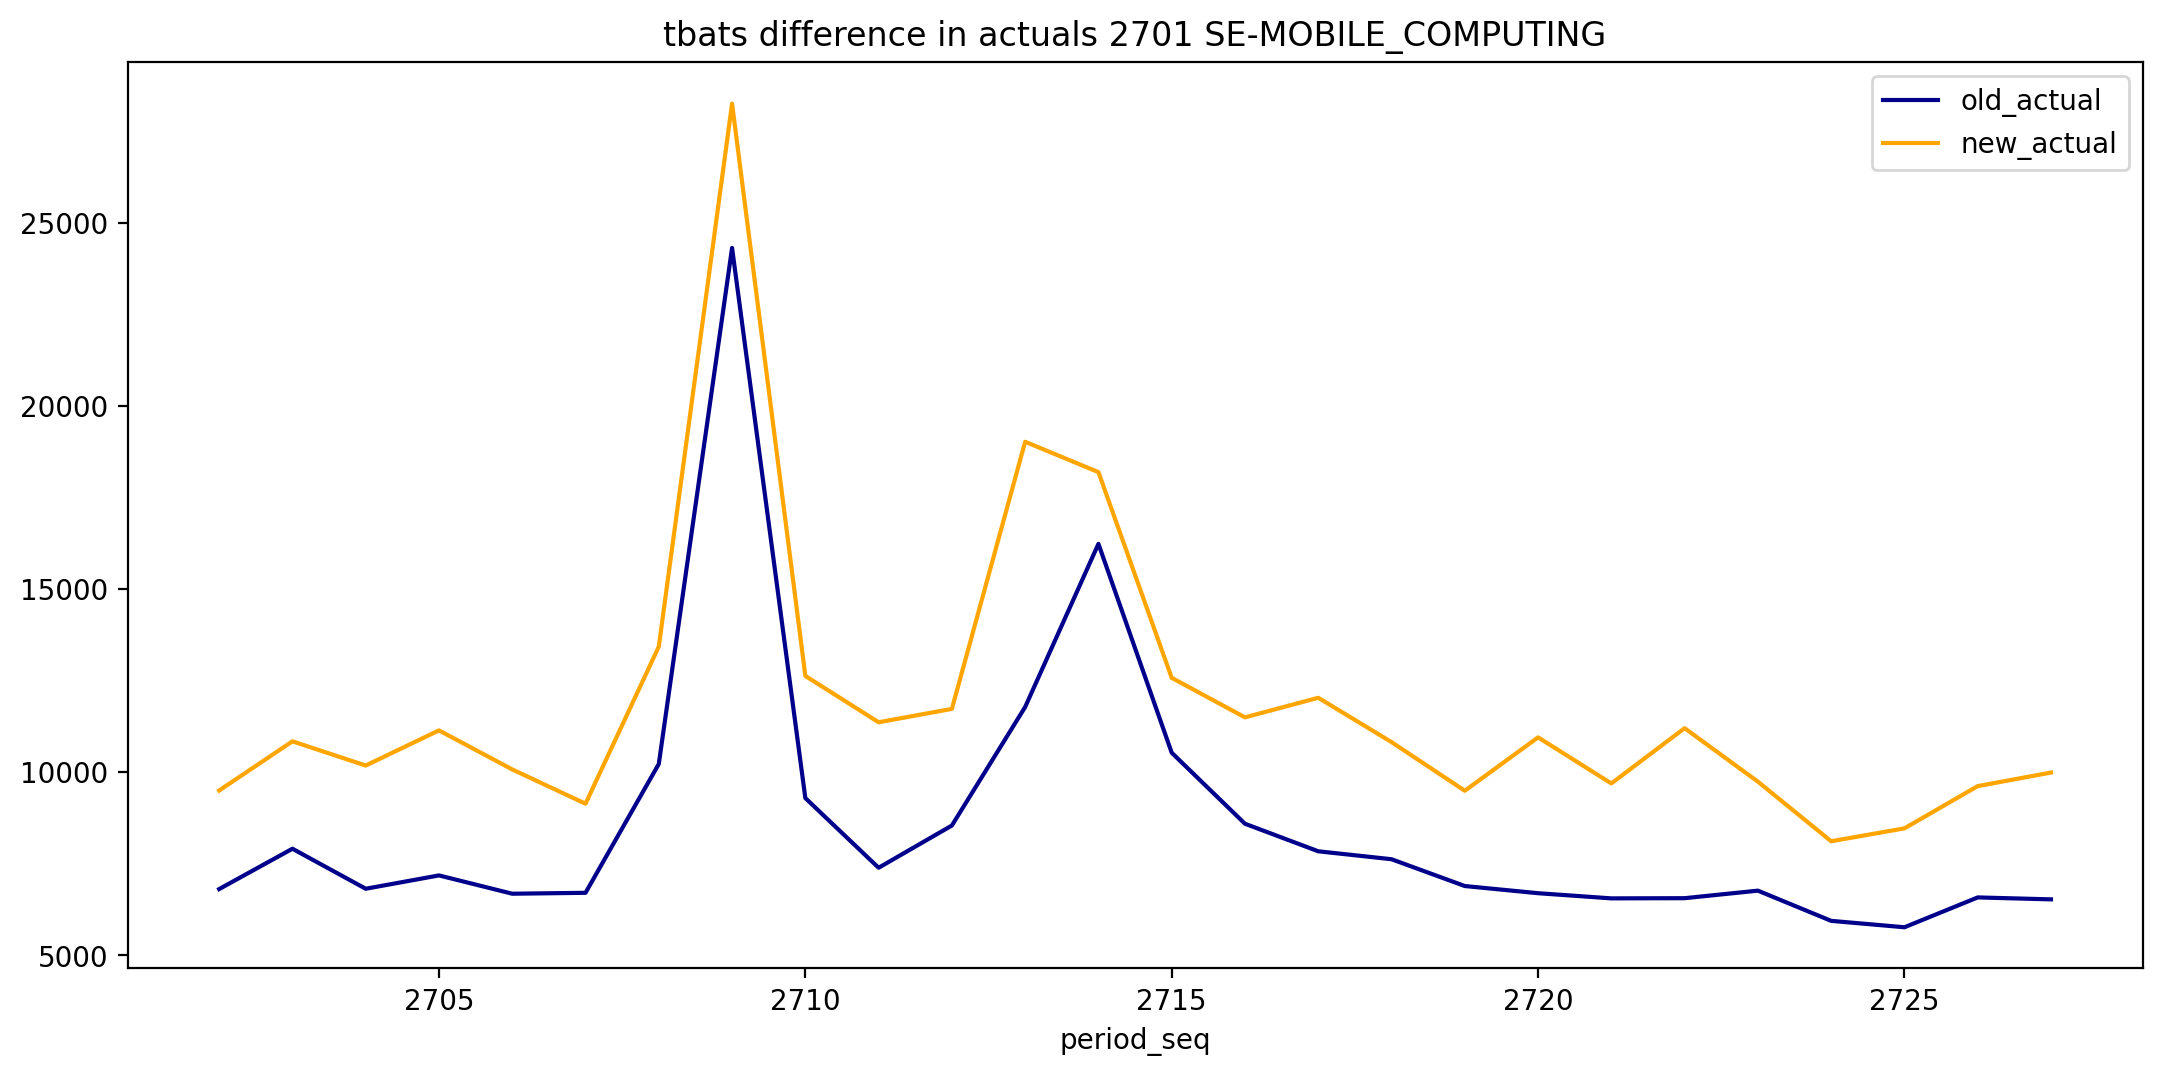 tbats difference in actuals 2701 SE-MOBILE_COMPUTING
old_actual
new_actual
25000
20000
15000
10000
5000
2705 2710 2715 2720 2725
period_seq